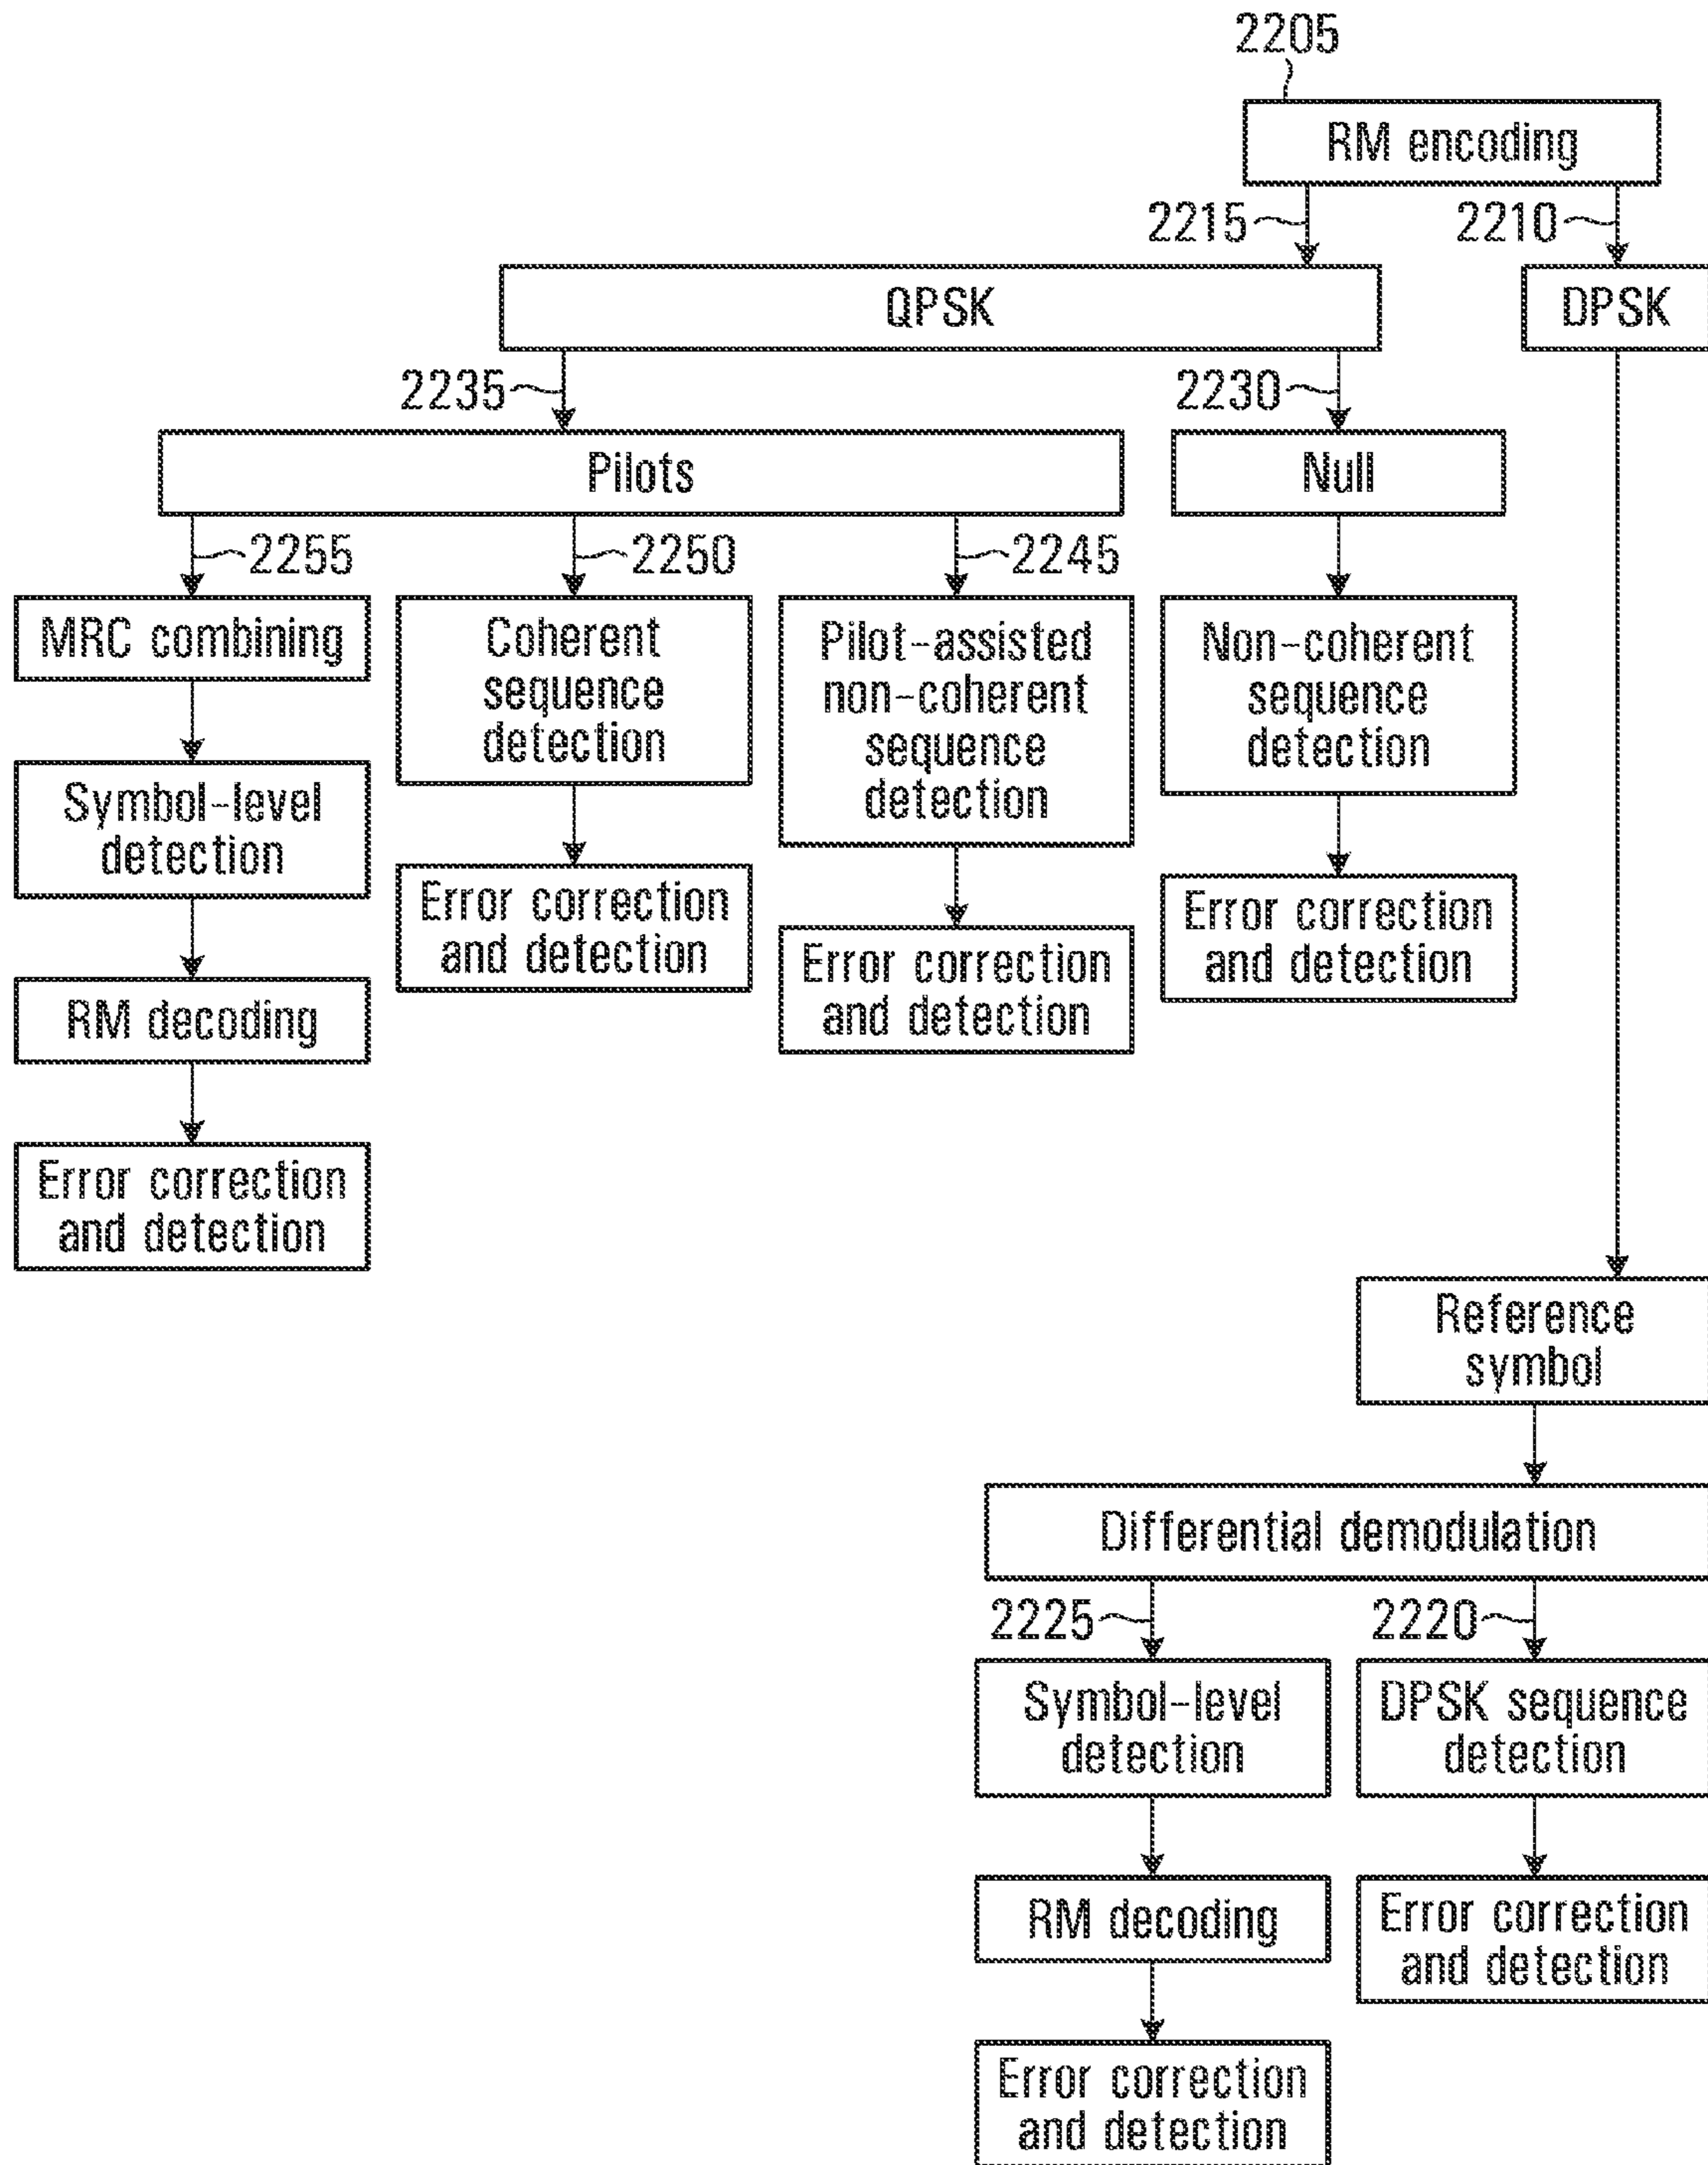 2205
RM encoding
2215
2210
QPSK
DPSK
2235
2230
Pilots
Null
2255
2250
2245
MRC combining
Coherent
sequence
detection
Pilot-assisted
non-coherent
sequence
detection
Non-coherent
sequence
detection
Symbol-level
detection
Error correction
and detection
Error correction
and detection
Error correction
and detection
RM decoding
Error correction
and detection
Reference
symbol
Differential demodulation
2225
2220
Symbol-level
detection
DPSK sequence
detection
RM decoding
Error correction
and detection
Error correction
and detection